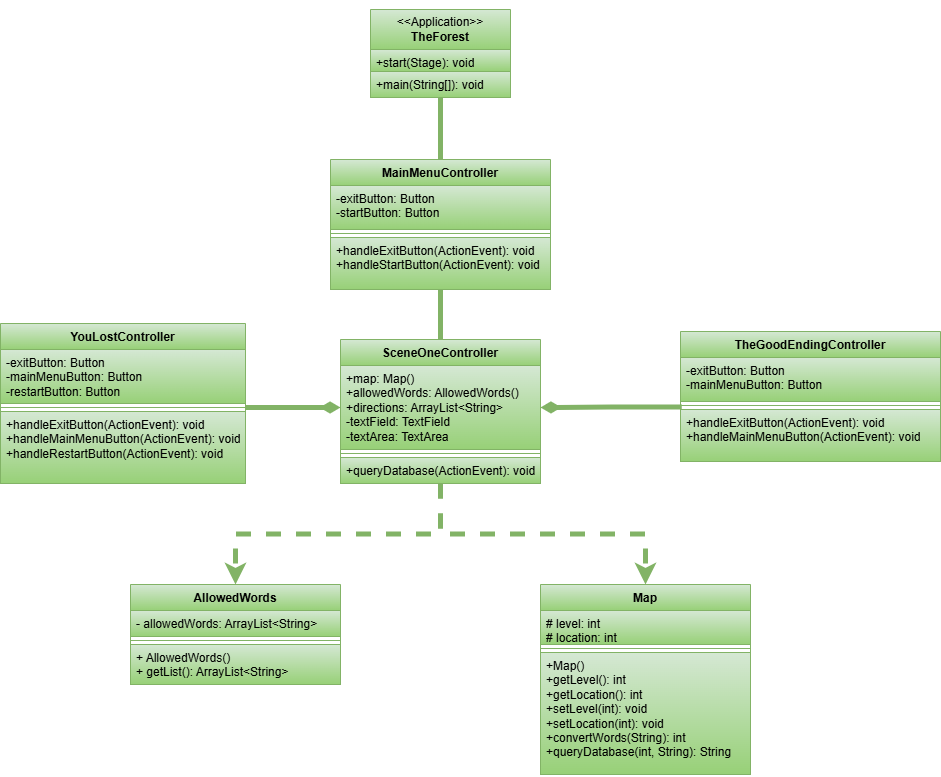 <<Application>>
TheForest
+start(Stage): void
+main(String[]): void
MainMenuController
-exitButton: Button
-startButton: Button
+handleExitButton(ActionEvent): void
+handleStartButton(ActionEvent): void
YouLostController
-exitButton: Button
-mainMenuButton: Button
-restartButton: Button
+handleExitButton(ActionEvent): void
+handleMainMenuButton(ActionEvent): void
+handleRestartButton(ActionEvent): void
SceneOneController
+map: Map()
+allowedWords: AllowedWords()
+directions: ArrayList<String>
-textField: TextField
-textArea: TextArea
+queryDatabase(ActionEvent): void
TheGoodEndingController
-exitButton: Button
-mainMenuButton: Button
+handleExitButton(ActionEvent): void
+handleMainMenuButton(ActionEvent): void
AllowedWords
- allowedWords: ArrayList<String>
+ AllowedWords()
+ getList(): ArrayList<String>
Map
# level: int
# location: int
+Map()
+getLevel(): int
+getLocation(): int
+setLevel(int): void
+setLocation(int): void
+convertWords(String): int
+queryDatabase(int, String): String